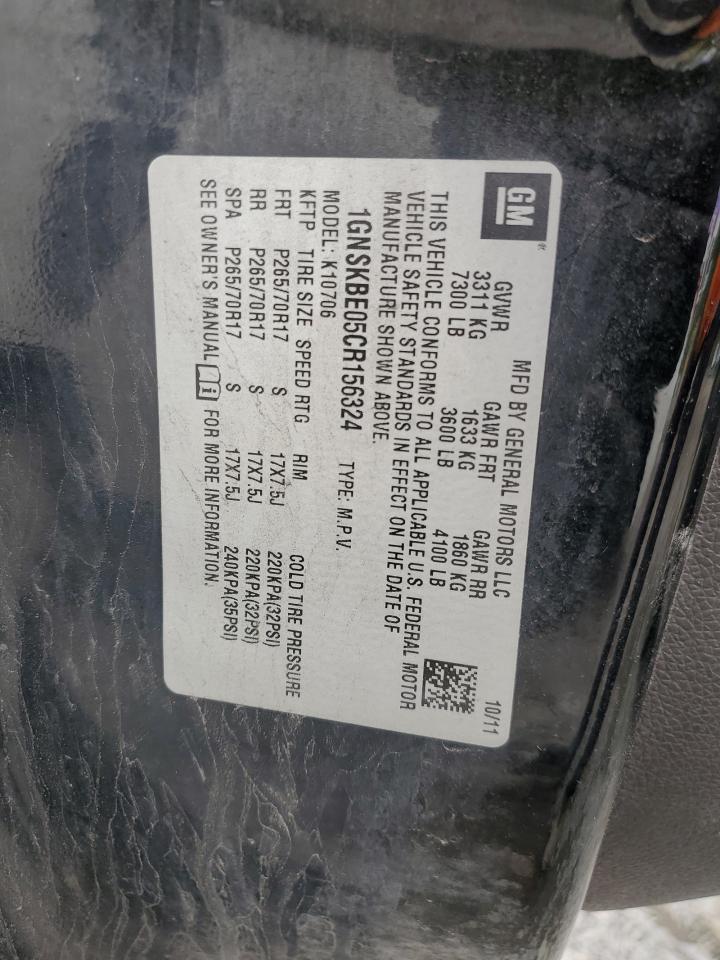 GM
MFD BY GENERAL MOTORS LLC 10/11
GVWR GAWR FRT GAWR RR
3311 KG 1633 KG 1860 KG
7300 LB 3600 LB 4100 LB
THIS VEHICLE CONFORMS TO ALL APPLICABLE U.S. FEDERAL MOTOR
VEHICLE SAFETY STANDARDS IN EFFECT ON THE DATE OF
MANUFACTURE SHOWN ABOVE.
1GNSKBE05CR156324 TYPE: M.P.V.
MODEL: K10706
KFTP TIRE SIZE SPEED RTG RIM COLD TIRE PRESSURE
FRT P265/70R17 S 17X7.5J 220KPA(32PSI)
RR P265/70R17 S 17X7.5J 220KPA(32PSI)
SPA P265/70R17 S 17X7.5J 240KPA(35PSI)
SEE OWNER'S MANUAL FOR MORE INFORMATION.